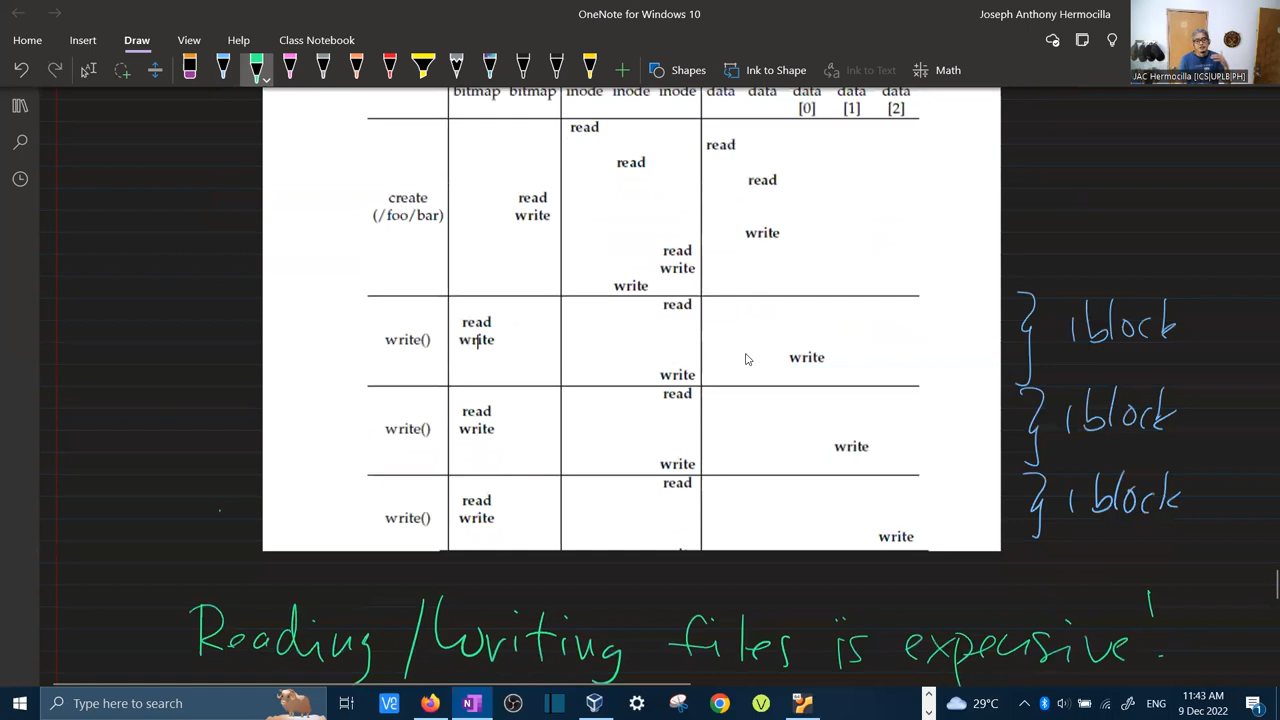 OneNote for Windows 10
Joseph Anthony Hermocilla
Home Insert Draw View Help Class Notebook
Shapes Ink to Shape Ink to Text Math
JAC Hermocilla [ICS|UPLB|PH]
bitmap bitmap inode inode inode data data data data data
[0] [1] [2]
read
read
read
read
create read
(/foo/bar) write
write
read
write
write
read
read
write() write
write
write
read
read
write() write
write
write
read
read
write() write
write
1 block
1 block
1 block
Reading/Writing files is expensive!
Type here to search
29°C ENG
11:43 AM
9 Dec 2022